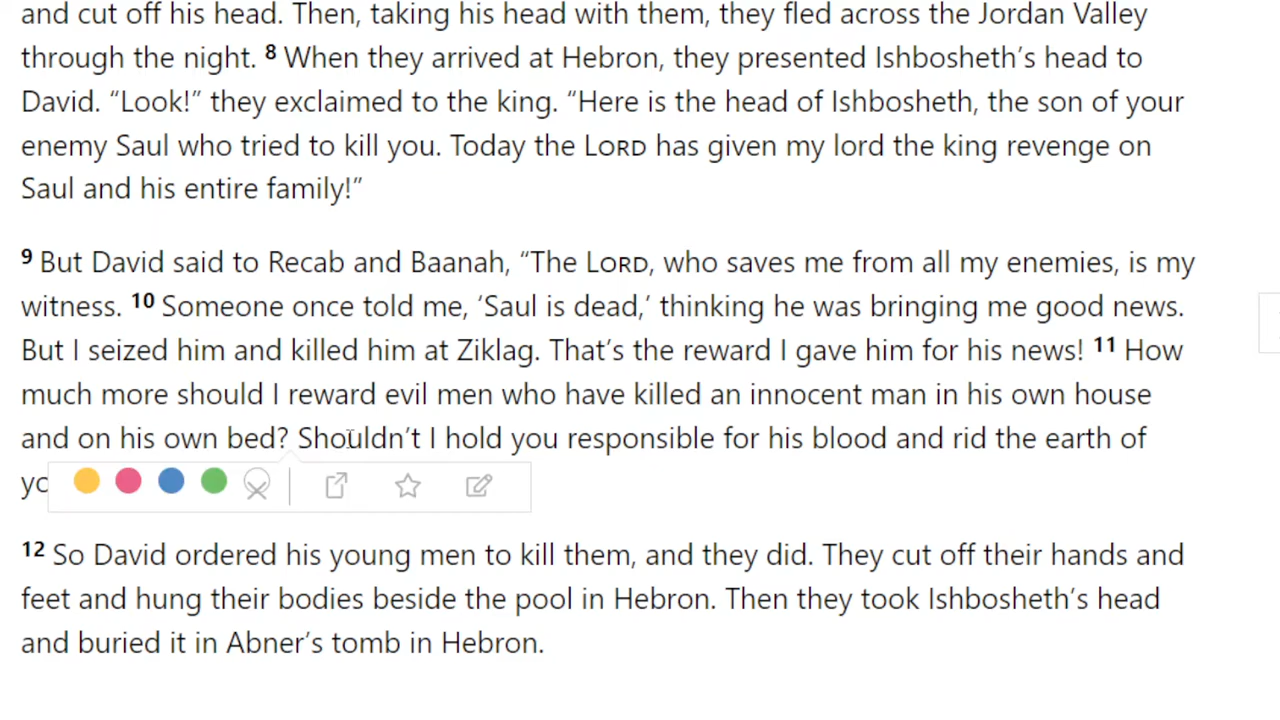 and cut off his head. Then, taking his head with them, they fled across the Jordan Valley
through the night. 8 When they arrived at Hebron, they presented Ishbosheth’s head to
David. “Look!” they exclaimed to the king. “Here is the head of Ishbosheth, the son of your
enemy Saul who tried to kill you. Today the LORD has given my lord the king revenge on
Saul and his entire family!”
9 But David said to Recab and Baanah, “The LORD, who saves me from all my enemies, is my
witness. 10 Someone once told me, ‘Saul is dead,’ thinking he was bringing me good news.
But I seized him and killed him at Ziklag. That’s the reward I gave him for his news! 11 How
much more should I reward evil men who have killed an innocent man in his own house
and on his own bed? Shouldn’t I hold you responsible for his blood and rid the earth of
12 So David ordered his young men to kill them, and they did. They cut off their hands and
feet and hung their bodies beside the pool in Hebron. Then they took Ishbosheth’s head
and buried it in Abner’s tomb in Hebron.